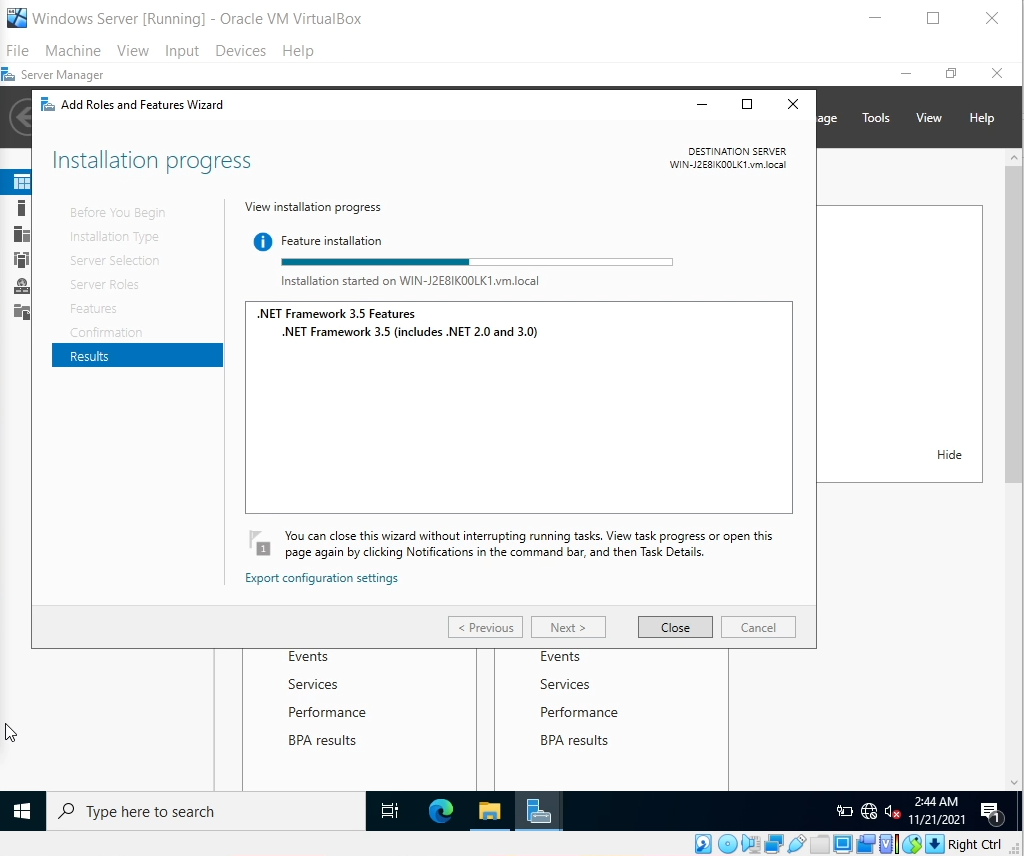 Windows Server [Running] - Oracle VM VirtualBox
File Machine View Input Devices Help
Server Manager
Add Roles and Features Wizard
age Tools View Help
Installation progress
DESTINATION SERVER
WIN-J2E8IK00LK1.vm.local
Before You Begin
Installation Type
Server Selection
Server Roles
Features
Confirmation
Results
View installation progress
Feature installation
Installation started on WIN-J2E8IK00LK1.vm.local
.NET Framework 3.5 Features
.NET Framework 3.5 (includes .NET 2.0 and 3.0)
Hide
1
You can close this wizard without interrupting running tasks. View task progress or open this
page again by clicking Notifications in the command bar, and then Task Details.
Export configuration settings
< Previous Next > Close Cancel
Events Events
Services Services
Performance Performance
BPA results BPA results
Type here to search
2:44 AM
11/21/2021
1
Right Ctrl